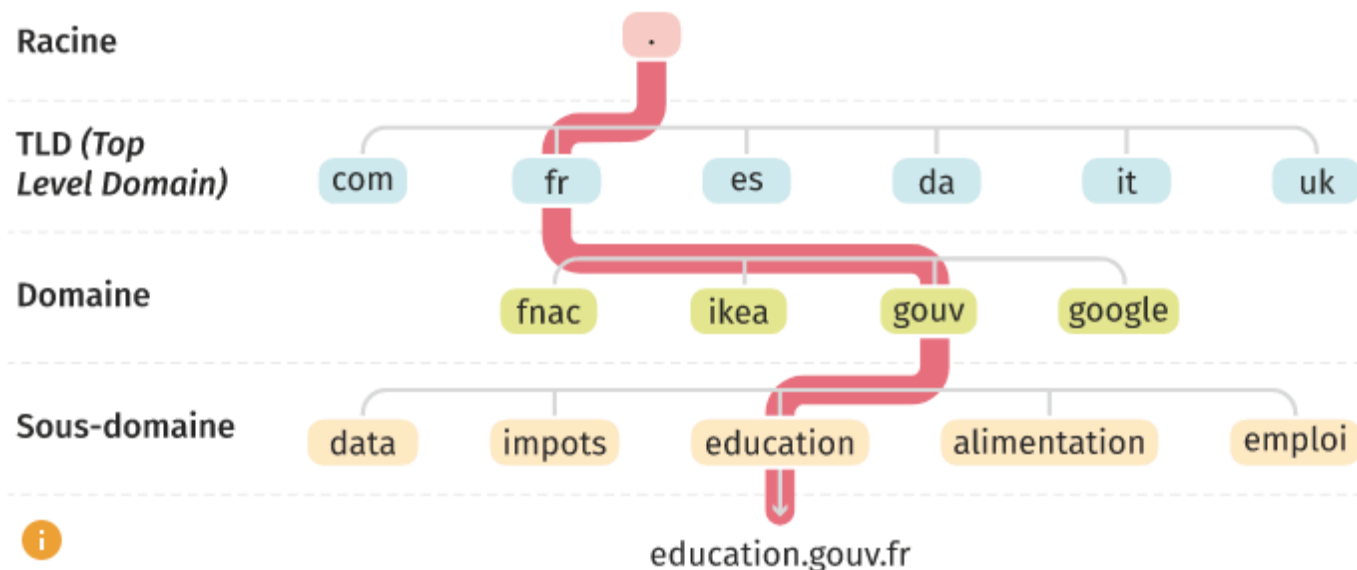 Racine
.
TLD (Top
Level Domain)
com fr es da it uk
Domaine
fnac ikea gouv google
Sous-domaine
data impots education alimentation emploi
i
education.gouv.fr